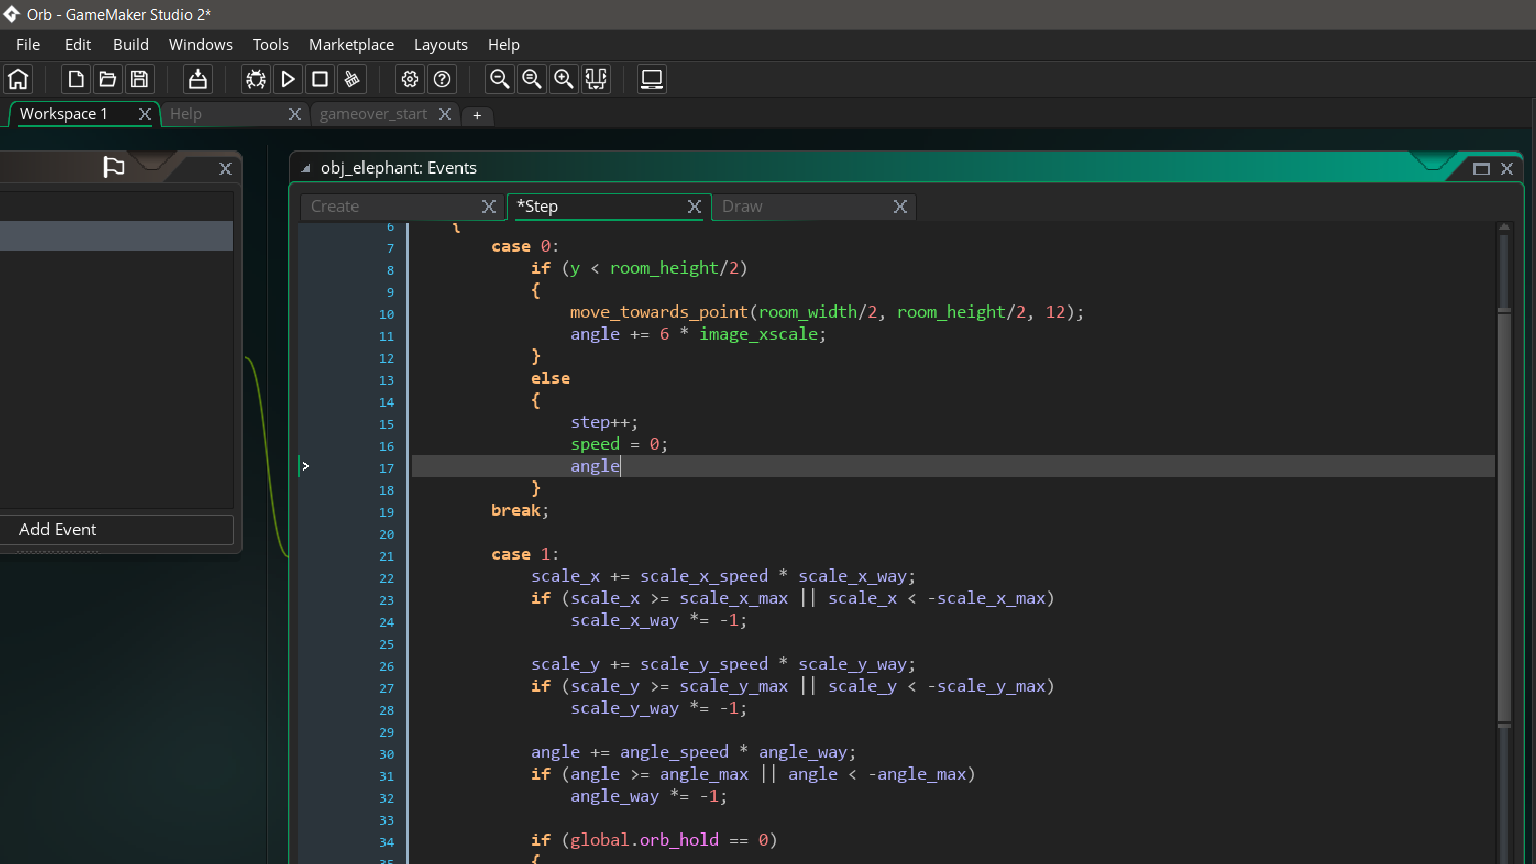 Orb - GameMaker Studio 2*
File Edit Build Windows Tools Marketplace Layouts Help
Workspace 1 Help gameover_start +
obj_elephant: Events
Create *Step Draw
6 {
7 case 0:
8 if (y < room_height/2)
9 {
10 move_towards_point(room_width/2, room_height/2, 12);
11 angle += 6 * image_xscale;
12 }
13 else
14 {
15 step++;
16 speed = 0;
17 angle
18 }
19 break;
20
21 case 1:
22 scale_x += scale_x_speed * scale_x_way;
23 if (scale_x >= scale_x_max || scale_x < -scale_x_max)
24 scale_x_way *= -1;
25
26 scale_y += scale_y_speed * scale_y_way;
27 if (scale_y >= scale_y_max || scale_y < -scale_y_max)
28 scale_y_way *= -1;
29
30 angle += angle_speed * angle_way;
31 if (angle >= angle_max || angle < -angle_max)
32 angle_way *= -1;
33
34 if (global.orb_hold == 0)
35 {
Add Event